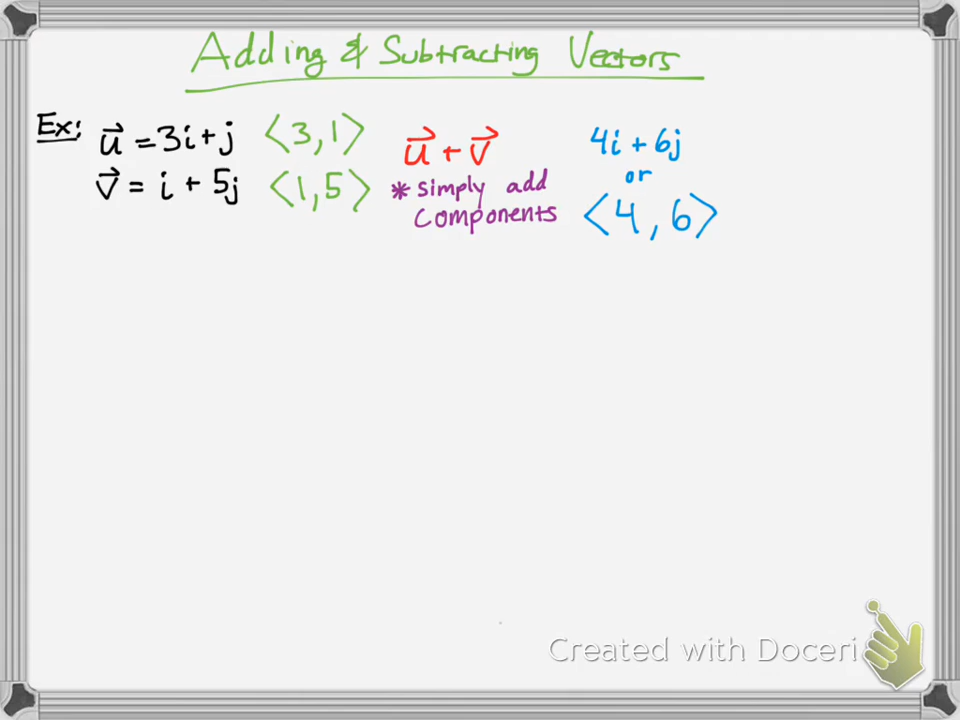 Adding & Subtracting Vectors
Ex: u⃗ = 3i + j ⟨3, 1⟩ u⃗ + v⃗ 4i + 6j
v⃗ = i + 5j ⟨1, 5⟩ * simply add or
components ⟨4, 6⟩
Created with Doceri